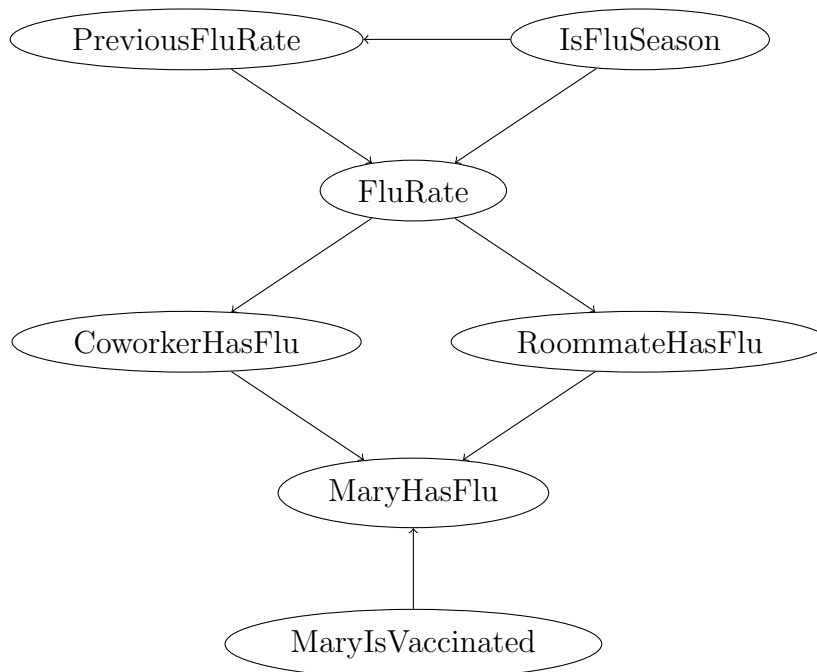 PreviousFluRate
IsFluSeason
FluRate
CoworkerHasFlu
RoommateHasFlu
MaryHasFlu
MaryIsVaccinated